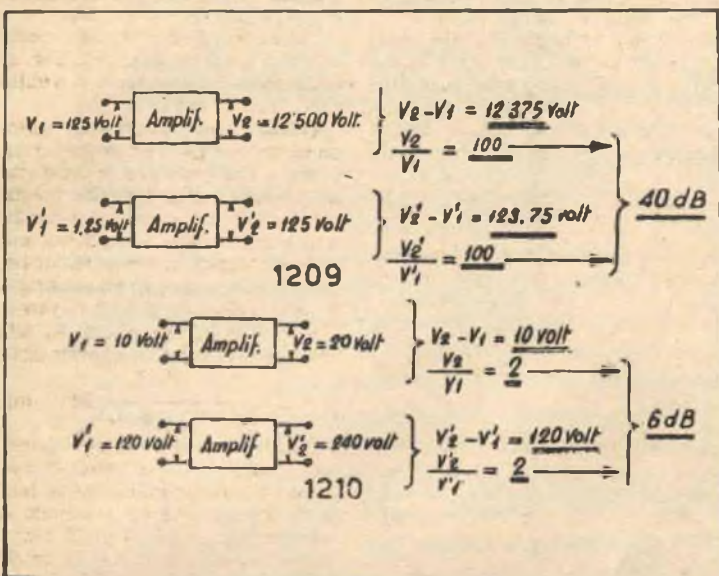 V1 = 125 Volt Amplif. V2 = 12'500 Volt. V2 - V1 = 12 375 Volt
V2/V1 = 100
V'1 = 1,25 Volt Amplif. V'2 = 125 Volt V'2 - V'1 = 123,75 volt
V'2/V'1 = 100
40 dB
1209
V1 = 10 Volt Amplif. V2 = 20 Volt V2 - V1 = 10 volt
V2/V1 = 2
V'1 = 120 Volt Amplif. V'2 = 240 volt V'2 - V'1 = 120 Volt
V'2/V'1 = 2
6 dB
1210